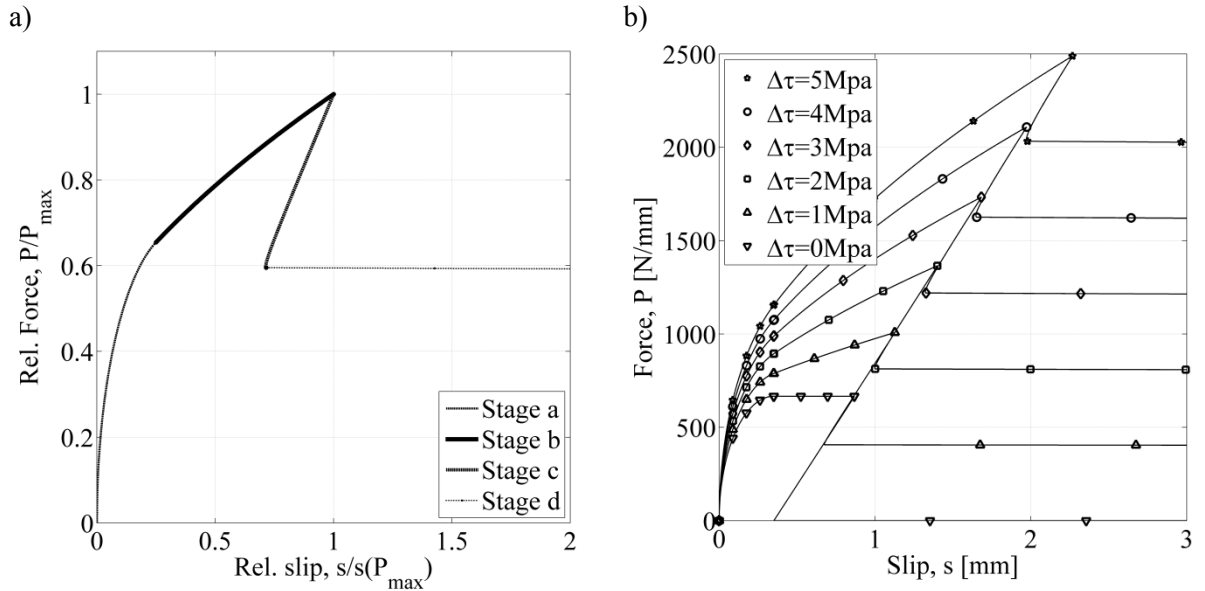 a)
1
0.8
0.6
0.4
0.2
0
Rel. Force, P/P_max
0
0.5
1
1.5
2
Rel. slip, s/s(P_max)
Stage a
Stage b
Stage c
Stage d
b)
2500
2000
1500
1000
500
0
Force, P [N/mm]
0
1
2
3
Slip, s [mm]
Δτ=5Mpa
Δτ=4Mpa
Δτ=3Mpa
Δτ=2Mpa
Δτ=1Mpa
Δτ=0Mpa